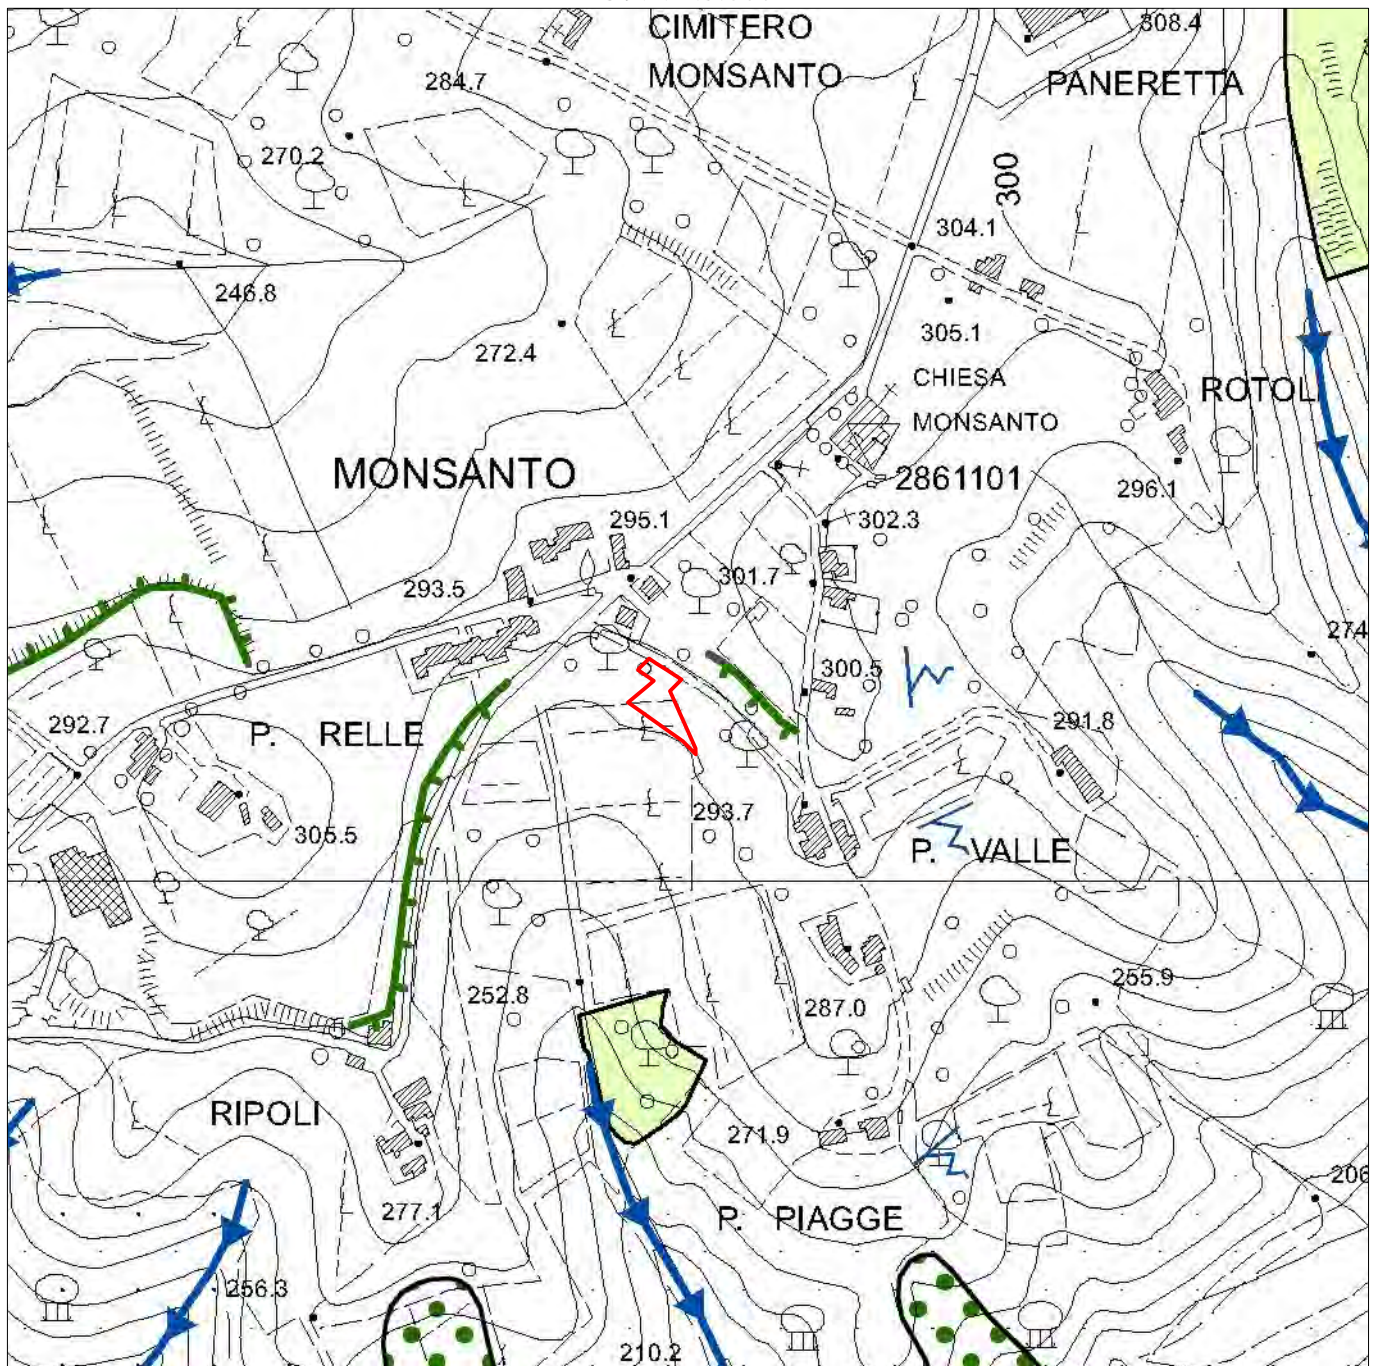 CIMITERO
MONSANTO
308.4
284.7
PANERETTA
270.2
300
304.1
246.8
305.1
272.4
CHIESA
MONSANTO
ROTOLI
MONSANTO
2861101
296.1
295.1
302.3
293.5
301.7
274
300.5
292.7
P. RELLE
291.8
293.7
305.5
P. VALLE
252.8
255.9
287.0
RIPOLI
271.9
206
277.1
P. PIAGGE
256.3
210.2